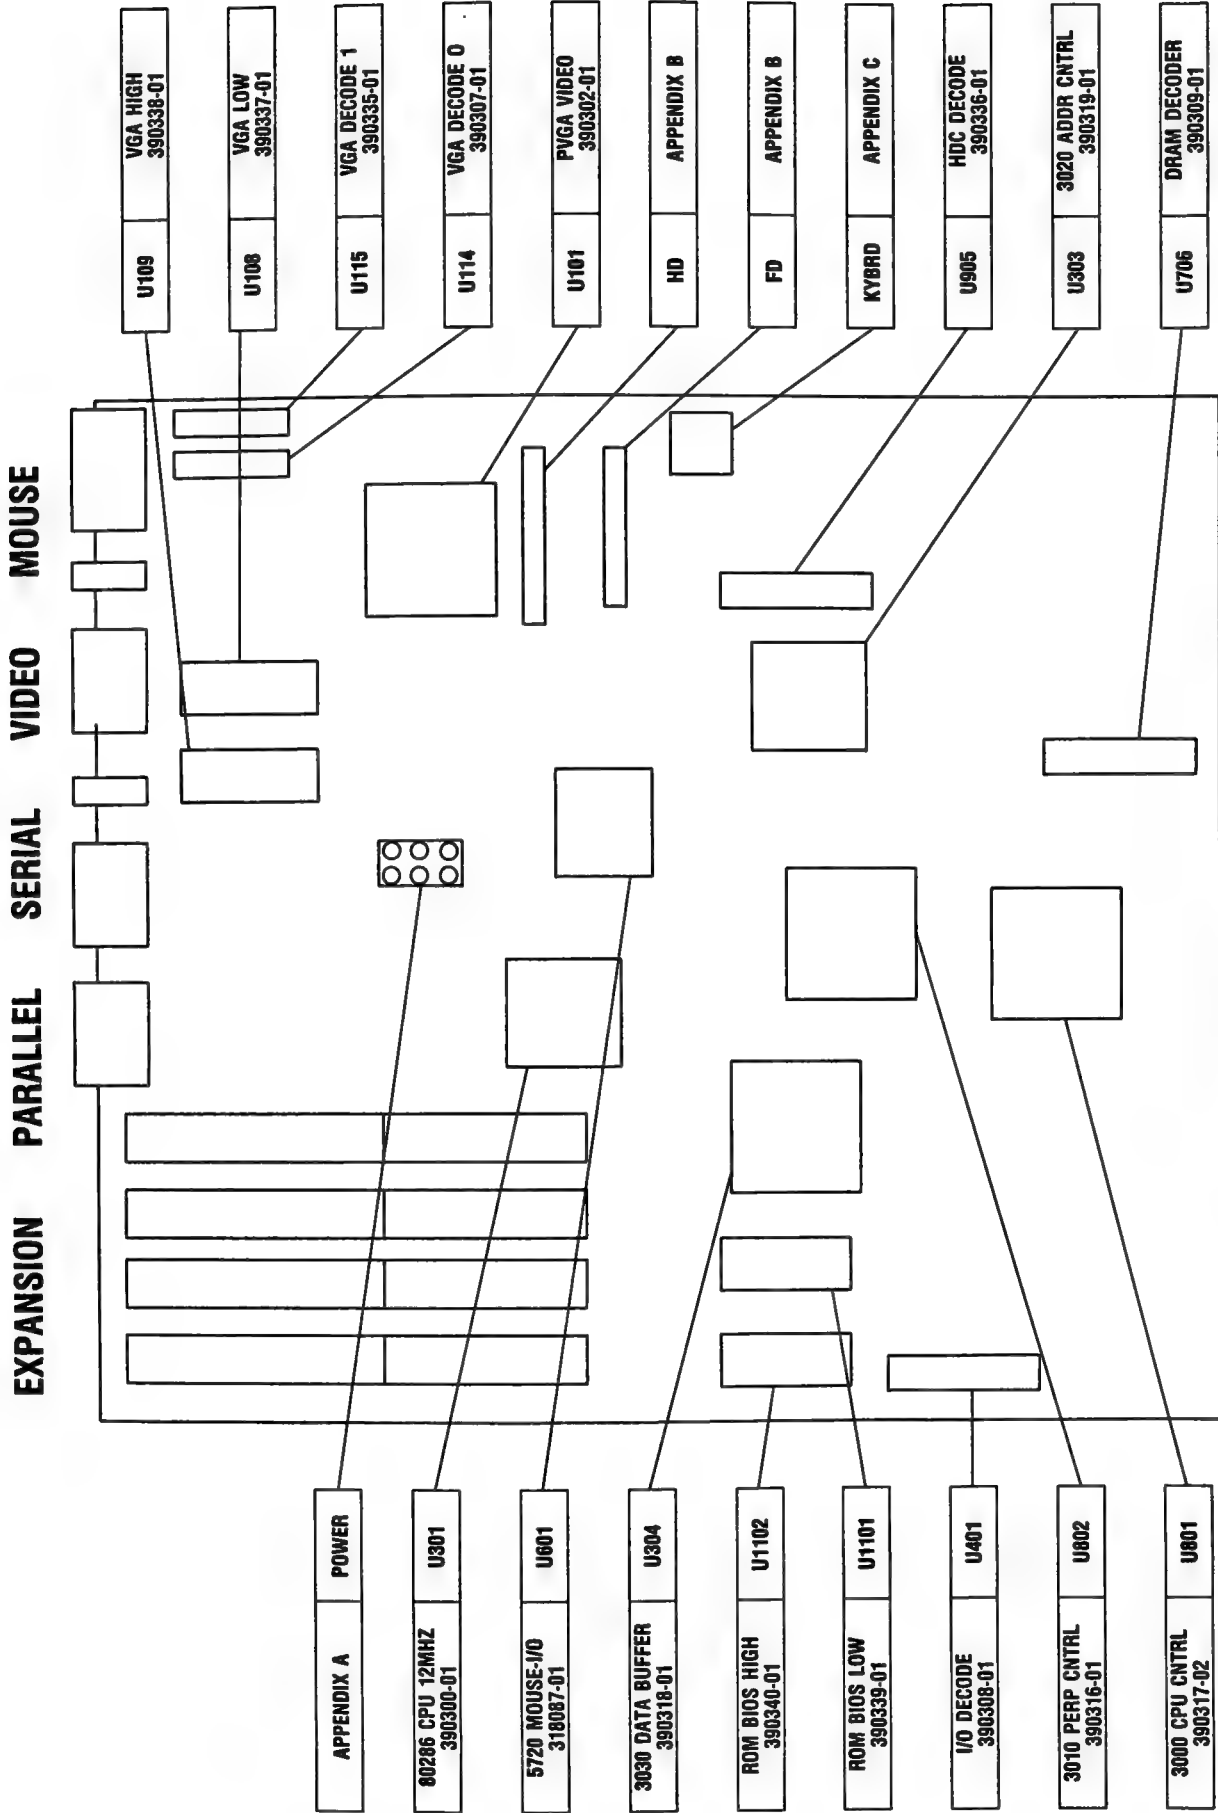 EXPANSION PARALLEL SERIAL VIDEO MOUSE
APPENDIX A POWER
80286 CPU 12MHZ
390300-01
U301
5720 MOUSE-I/O
318087-01
U601
3030 DATA BUFFER
390318-01
U304
ROM BIOS HIGH
390340-01
U1102
ROM BIOS LOW
390339-01
U1101
I/O DECODE
390308-01
U401
3010 PERP CNTRL
390316-01
U802
3000 CPU CNTRL
390317-02
U801
U109
VGA HIGH
390338-01
U108
VGA LOW
390337-01
U115
VGA DECODE 1
390335-01
U114
VGA DECODE 0
390307-01
U101
PVGA VIDEO
390302-01
HD APPENDIX B
FD APPENDIX B
KYBRD APPENDIX C
U905
HDC DECODE
390336-01
U303
3020 ADDR CNTRL
390319-01
U706
DRAM DECODER
390309-01